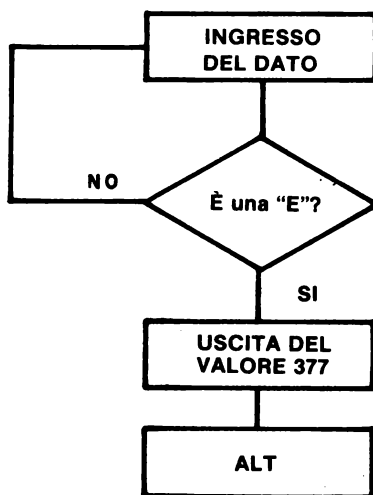 INGRESSO
DEL DATO
NO
È una “E”?
SI
USCITA DEL
VALORE 377
ALT